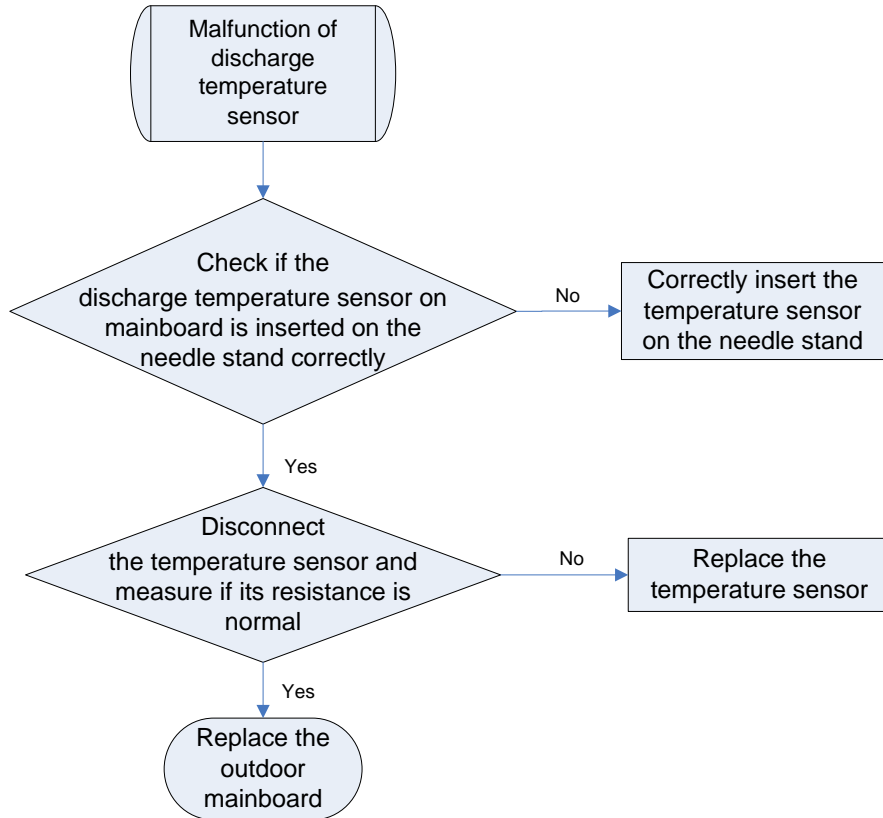 Malfunction of
discharge
temperature
sensor
Check if the
discharge temperature sensor on
mainboard is inserted on the
needle stand correctly
No
Correctly insert the
temperature sensor
on the needle stand
Yes
Disconnect
the temperature sensor and
measure if its resistance is
normal
No
Replace the
temperature sensor
Yes
Replace the
outdoor
mainboard